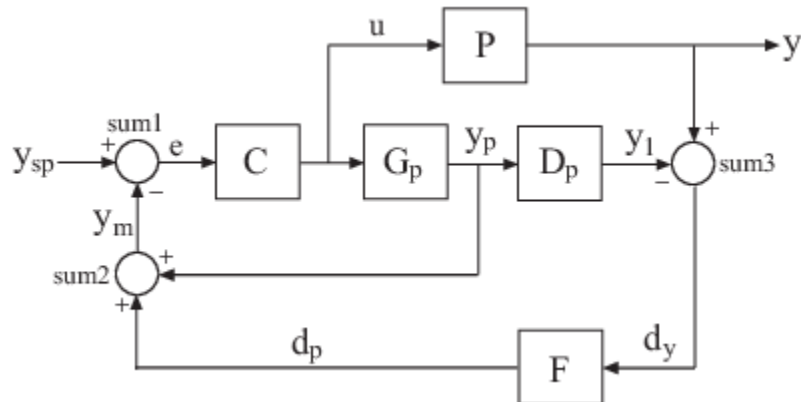 u
P
y
sum1
+
y_sp
e
C
G_p
y_p
D_p
y_1
+
−
sum3
−
y_m
+
sum2
+
d_p
F
d_y